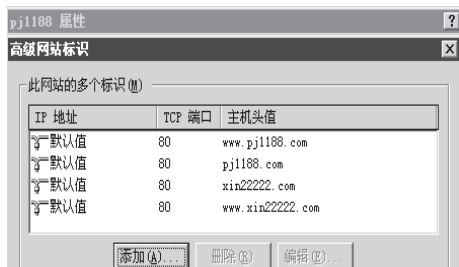 pj1188 属性
?
高级网站标识
X
此网站的多个标识(M)
IP 地址 TCP 端口 主机头值
默认值 80 www.pj1188.com
默认值 80 pj1188.com
默认值 80 xin22222.com
默认值 80 www.xin22222.com
添加(A)... 删除(R) 编辑(E)...